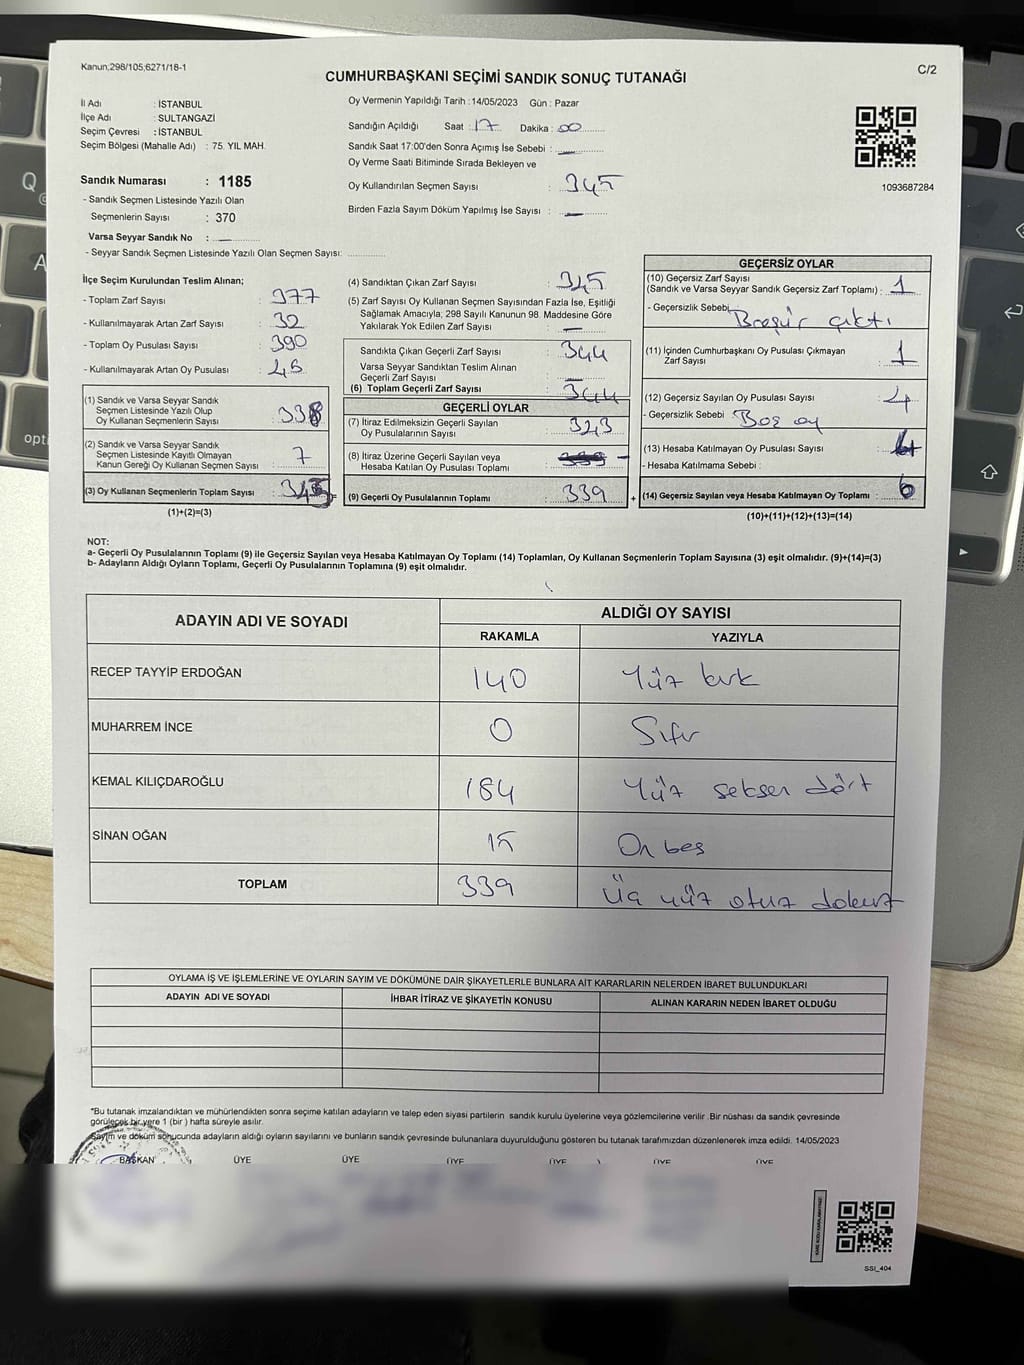 Kanun;298/105;6271/18-1
C/2
CUMHURBAŞKANI SEÇİMİ SANDIK SONUÇ TUTANAĞI
İl Adı : İSTANBUL
İlçe Adı : SULTANGAZİ
Seçim Çevresi : İSTANBUL
Seçim Bölgesi (Mahalle Adı) : 75. YIL MAH.
Sandık Numarası : 1185
- Sandık Seçmen Listesinde Yazılı Olan
Seçmenlerin Sayısı : 370
Varsa Seyyar Sandık No : —
- Seyyar Sandık Seçmen Listesinde Yazılı Olan Seçmen Sayısı:
Oy Vermenin Yapıldığı Tarih :14/05/2023 Gün : Pazar
Sandığın Açıldığı Saat : 17 Dakika : 00
Sandık Saat 17:00'den Sonra Açımış İse Sebebi : —
Oy Verme Saati Bitiminde Sırada Bekleyen ve
Oy Kullandırılan Seçmen Sayısı : 345
Birden Fazla Sayım Döküm Yapılmış İse Sayısı : —
1093687284
İlçe Seçim Kurulundan Teslim Alınan;
- Toplam Zarf Sayısı : 377
- Kullanılmayarak Artan Zarf Sayısı : 32
- Toplam Oy Pusulası Sayısı : 390
- Kullanılmayarak Artan Oy Pusulası : 45
(1) Sandık ve Varsa Seyyar Sandık
Seçmen Listesinde Yazılı Olup
Oy Kullanan Seçmenlerin Sayısı : 338
(2) Sandık ve Varsa Seyyar Sandık
Seçmen Listesinde Kayıtlı Olmayan
Kanun Gereği Oy Kullanan Seçmen Sayısı : 7
(3) Oy Kullanan Seçmenlerin Toplam Sayısı : 345 =
(1)+(2)=(3)
(4) Sandıktan Çıkan Zarf Sayısı : 345
(5) Zarf Sayısı Oy Kullanan Seçmen Sayısından Fazla İse, Eşitliği
Sağlamak Amacıyla; 298 Sayılı Kanunun 98. Maddesine Göre
Yakılarak Yok Edilen Zarf Sayısı : —
Sandıkta Çıkan Geçerli Zarf Sayısı : 344
Varsa Seyyar Sandıktan Teslim Alınan
Geçerli Zarf Sayısı : —
(6) Toplam Geçerli Zarf Sayısı : 344
GEÇERLİ OYLAR
(7) İtiraz Edilmeksizin Geçerli Sayılan
Oy Pusulalarının Sayısı : 323
(8) İtiraz Üzerine Geçerli Sayılan veya
Hesaba Katılan Oy Pusulası Toplamı : —
(9) Geçerli Oy Pusulalarının Toplamı : 339 +
GEÇERSİZ OYLAR
(10) Geçersiz Zarf Sayısı
(Sandık ve Varsa Seyyar Sandık Geçersiz Zarf Toplamı) : 1
- Geçersizlik Sebebi Broşür çıktı
(11) İçinden Cumhurbaşkanı Oy Pusulası Çıkmayan
Zarf Sayısı : 1
(12) Geçersiz Sayılan Oy Pusulası Sayısı : 4
- Geçersizlik Sebebi Boş oy
(13) Hesaba Katılmayan Oy Pusulası Sayısı
- Hesaba Katılmama Sebebi :
(14) Geçersiz Sayılan veya Hesaba Katılmayan Oy Toplamı : 6
(10)+(11)+(12)+(13)=(14)
NOT:
a- Geçerli Oy Pusulalarının Toplamı (9) ile Geçersiz Sayılan veya Hesaba Katılmayan Oy Toplamı (14) Toplamları, Oy Kullanan Seçmenlerin Toplam Sayısına (3) eşit olmalıdır. (9)+(14)=(3)
b- Adayların Aldığı Oyların Toplamı, Geçerli Oy Pusulalarının Toplamına (9) eşit olmalıdır.
ADAYIN ADI VE SOYADI
ALDIĞI OY SAYISI
RAKAMLA YAZIYLA
RECEP TAYYİP ERDOĞAN 140 Yüz kırk
MUHARREM İNCE 0 Sıfır
KEMAL KILIÇDAROĞLU 184 Yüz seksen dört
SİNAN OĞAN 15 On beş
TOPLAM 339 Üç yüz otuz dokuz
OYLAMA İŞ VE İŞLEMLERİNE VE OYLARIN SAYIM VE DÖKÜMÜNE DAİR ŞİKAYETLERLE BUNLARA AİT KARARLARIN NELERDEN İBARET BULUNDUKLARI
ADAYIN ADI VE SOYADI İHBAR İTİRAZ VE ŞİKAYETİN KONUSU ALINAN KARARIN NEDEN İBARET OLDUĞU
*Bu tutanak imzalandıktan ve mühürlendikten sonra seçime katılan adayların ve talep eden siyasi partilerin sandık kurulu üyelerine veya gözlemcilerine verilir .Bir nüshası da sandık çevresinde
görülecek bir yere 1 (bir ) hafta süreyle asılır.
Sayım ve döküm sonucunda adayların aldığı oyların sayılarını ve bunların sandık çevresinde bulunanlara duyurulduğunu gösteren bu tutanak tarafımızdan düzenlenerek imza edildi. 14/05/2023
BAŞKAN ÜYE ÜYE ÜYE ÜYE ÜYE ÜYE
SSI_404
Q
A
opti